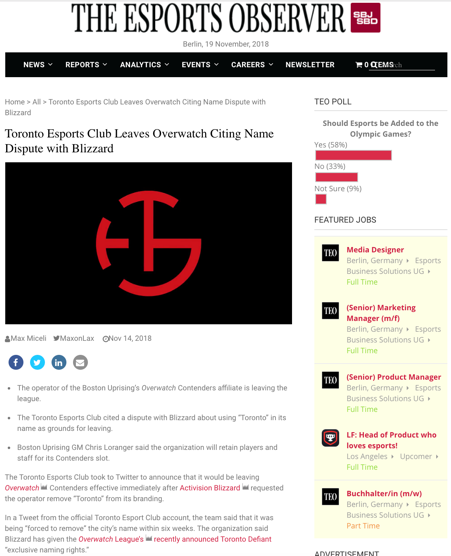 THE ESPORTS OBSERVER
SBJ
SBD
Berlin, 19 November, 2018
NEWS
REPORTS
ANALYTICS
EVENTS
CAREERS
NEWSLETTER
0 ITEMS
Home > All > Toronto Esports Club Leaves Overwatch Citing Name
Dispute with Blizzard
Toronto Esports Club Leaves Overwatch Citing Name
Dispute with Blizzard
Max Miceli
MaxonLax
Nov 14, 2018
The operator of the Boston Uprising's Overwatch Contenders affiliate is leaving the
league.
The Toronto Esports Club cited a dispute with Blizzard about using "Toronto" in its
name as grounds for leaving.
Boston Uprising GM Chris Loranger said the organization will retain players and
staff for its Contenders slot.
The Toronto Esports Club took to Twitter to announce that it would be leaving
Overwatch Contenders effective immediately after Activision Blizzard requested
the operator remove "Toronto" from its branding.
In a Tweet from the official Toronto Esport Club account, the team said that it was
being "forced to remove" the city's name within six weeks. The organization said
Blizzard has given the Overwatch League's recently announced Toronto Defiant
"exclusive naming rights."
TEO POLL
Should Esports be Added to the
Olympic Games?
Yes (58%)
No (33%)
Not Sure (9%)
FEATURED JOBS
TEO
Media Designer
Berlin, Germany
Esports
Business Solutions UG
Full Time
TEO
(Senior) Marketing
Manager (m/f)
Berlin, Germany
Esports
Business Solutions UG
Full Time
TEO
(Senior) Product Manager
Berlin, Germany
Esports
Business Solutions UG
Full Time
LF: Head of Product who
loves esports!
Los Angeles
Upcomer
Full Time
TEO
Buchhalter/in (m/w)
Berlin, Germany
Esports
Business Solutions UG
Part Time
ADVERTISEMENT